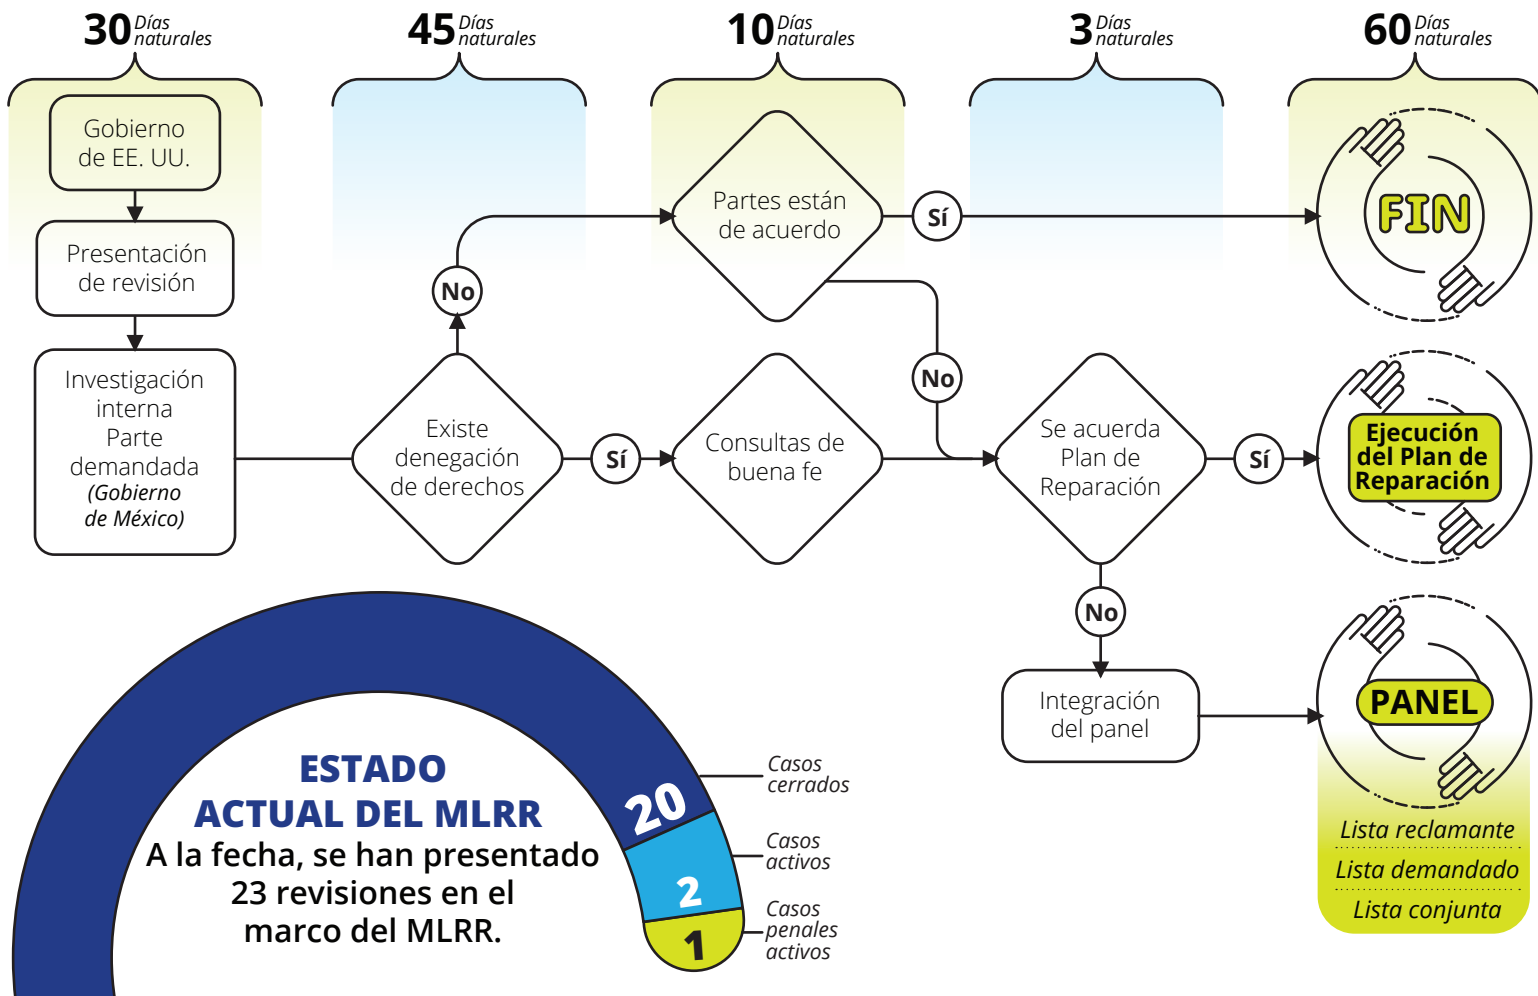 30 Días
naturales
45 Días
naturales
10 Días
naturales
3 Días
naturales
60 Días
naturales
Gobierno
de EE. UU.
Presentación
de revisión
Investigación
interna
Parte
demandada
(Gobierno
de México)
No
Existe
denegación
de derechos
Sí
Partes están
de acuerdo
Sí
No
Consultas de
buena fe
Se acuerda
Plan de
Reparación
Sí
No
Integración
del panel
FIN
Ejecución
del Plan de
Reparación
PANEL
Lista reclamante
Lista demandado
Lista conjunta
ESTADO
ACTUAL DEL MLRR
A la fecha, se han presentado
23 revisiones en el
marco del MLRR.
20
Casos
cerrados
2
Casos
activos
1
Casos
penales
activos